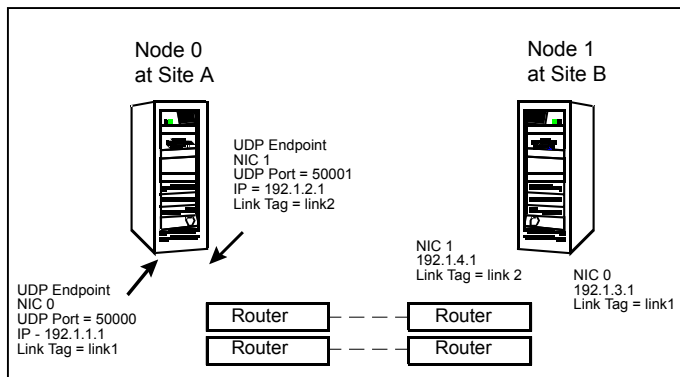 Node 0
at Site A
Node 1
at Site B
UDP Endpoint
NIC 1
UDP Port = 50001
IP = 192.1.2.1
Link Tag = link2
UDP Endpoint
NIC 0
UDP Port = 50000
IP - 192.1.1.1
Link Tag = link1
NIC 1
192.1.4.1
Link Tag = link 2
NIC 0
192.1.3.1
Link Tag = link1
Router
Router
Router
Router